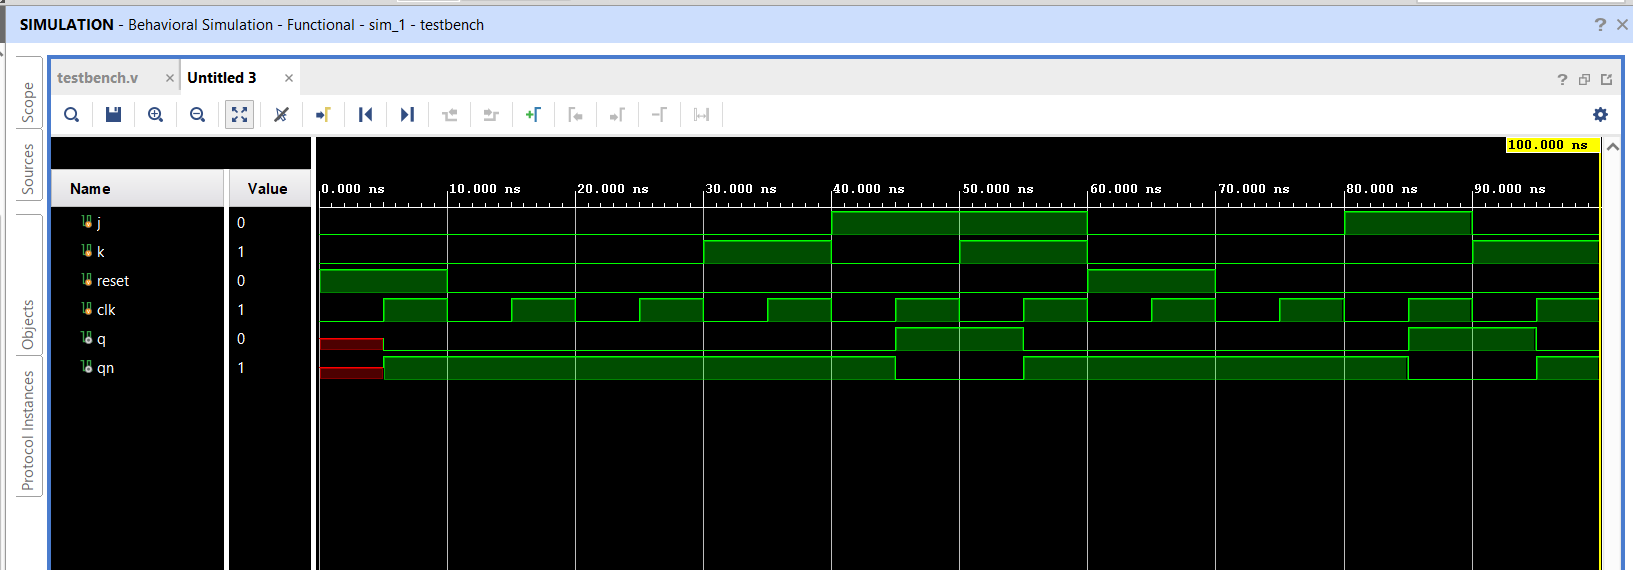 SIMULATION - Behavioral Simulation - Functional - sim_1 - testbench
? ×
Scope
Sources
Objects
Protocol Instances
testbench.v × Untitled 3 ×
?
100.000 ns
Name Value
0.000 ns 10.000 ns 20.000 ns 30.000 ns 40.000 ns 50.000 ns 60.000 ns 70.000 ns 80.000 ns 90.000 ns
j 0
k 1
reset 0
clk 1
q 0
qn 1